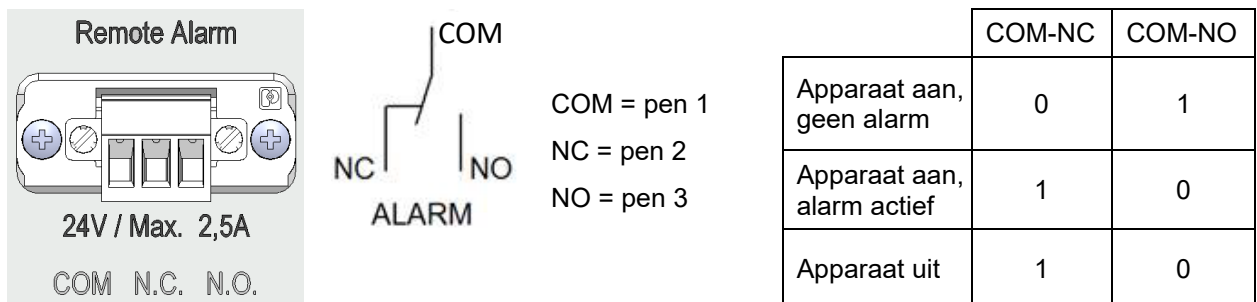 Remote Alarm
24V / Max. 2,5A
COM N.C. N.O.
COM
NC
NO
ALARM
COM = pen 1
NC = pen 2
NO = pen 3
COM-NC COM-NO
Apparaat aan,
geen alarm
0 1
Apparaat aan,
alarm actief
1 0
Apparaat uit 1 0